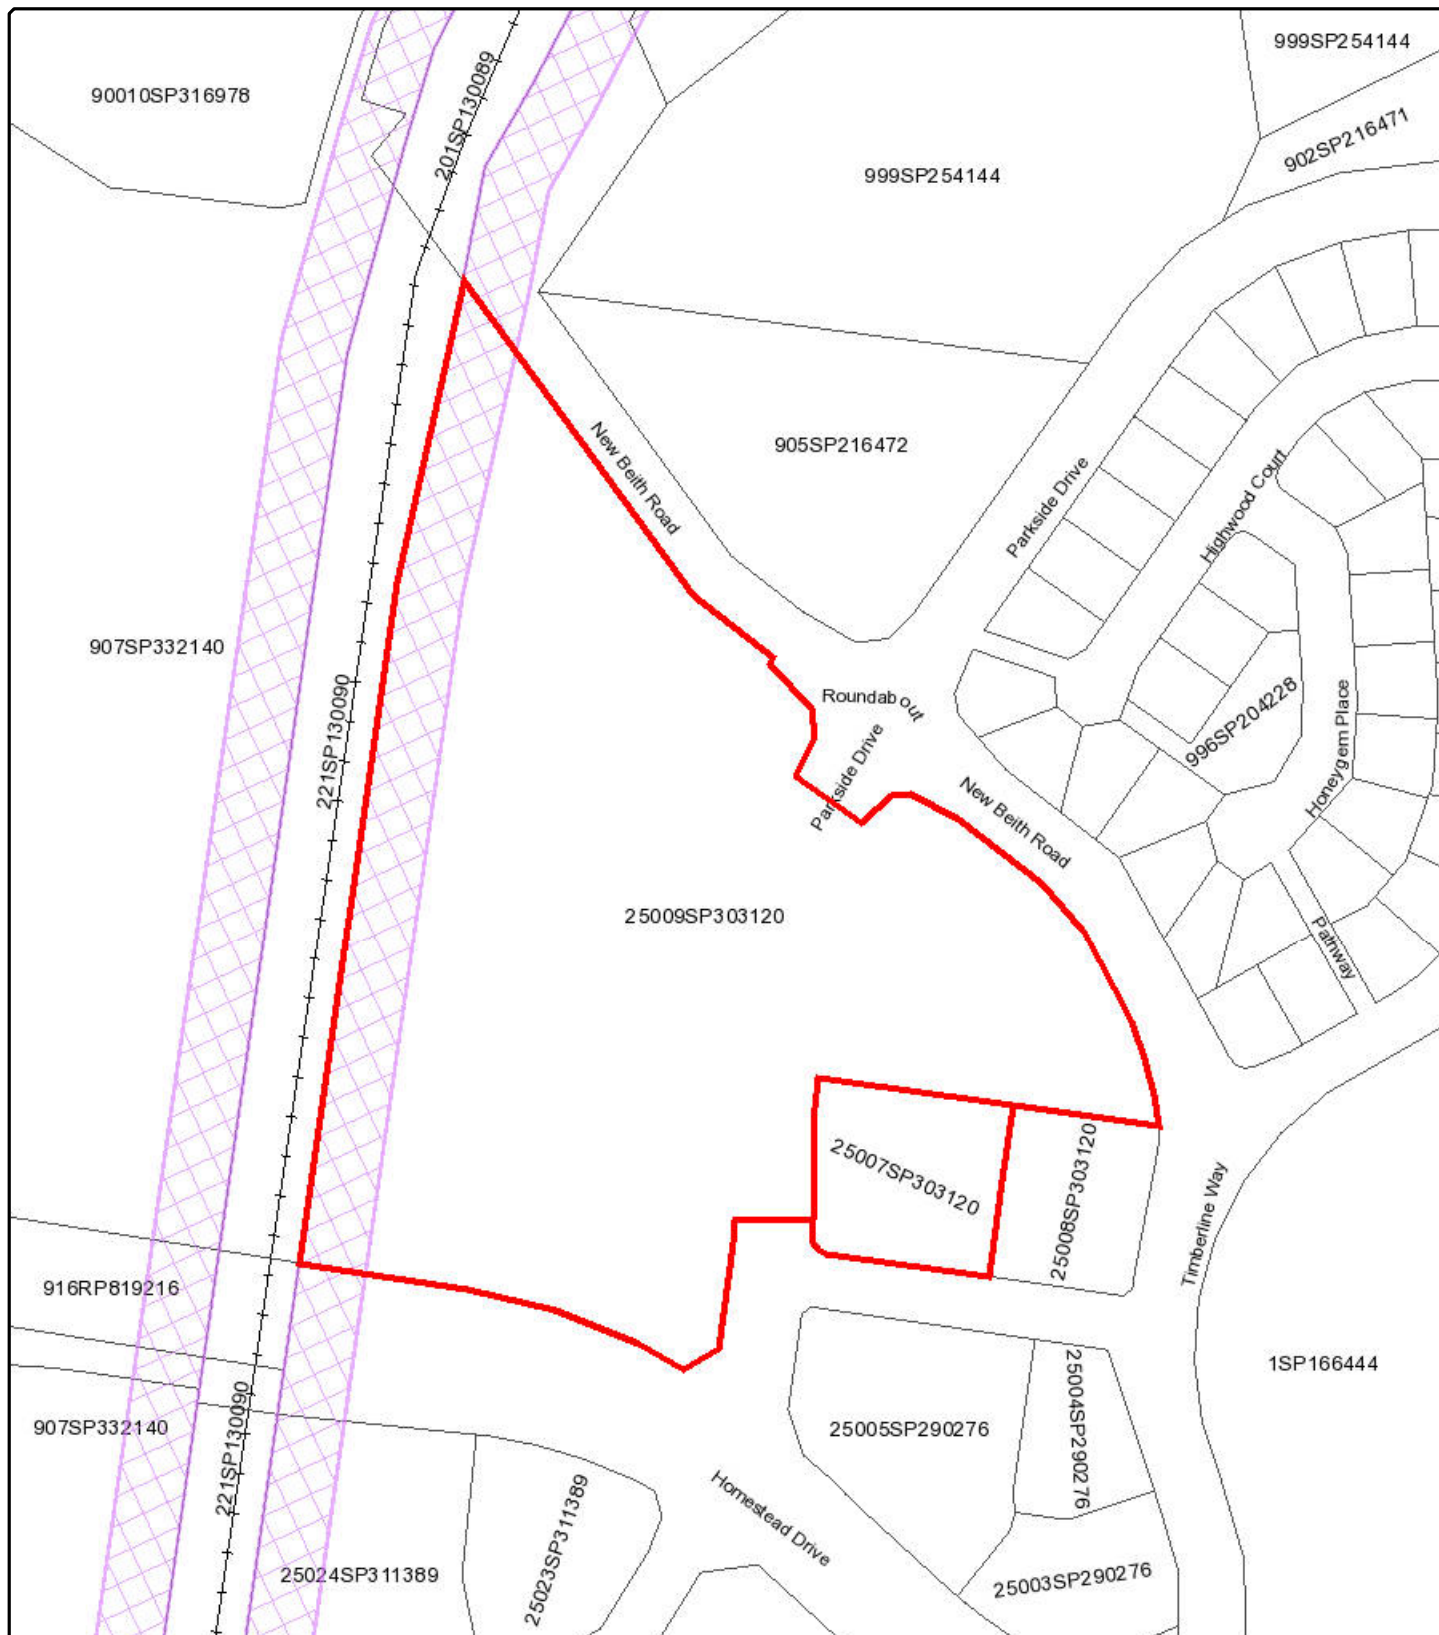 999SP254144
90010SP316978
201SP130089
902SP216471
999SP254144
905SP216472
New Beith Road
Parkside Drive
Highwood Court
907SP332140
Roundabout
996SP204228
Honeygem Place
221SP130090
Parkside Drive
New Beith Road
25009SP303120
Pathway
25007SP303120
25008SP303120
Timberline Way
916RP819216
1SP166444
25004SP290276
907SP332140
221SP130090
25005SP290276
Homestead Drive
25023SP311389
25024SP311389
25003SP290276